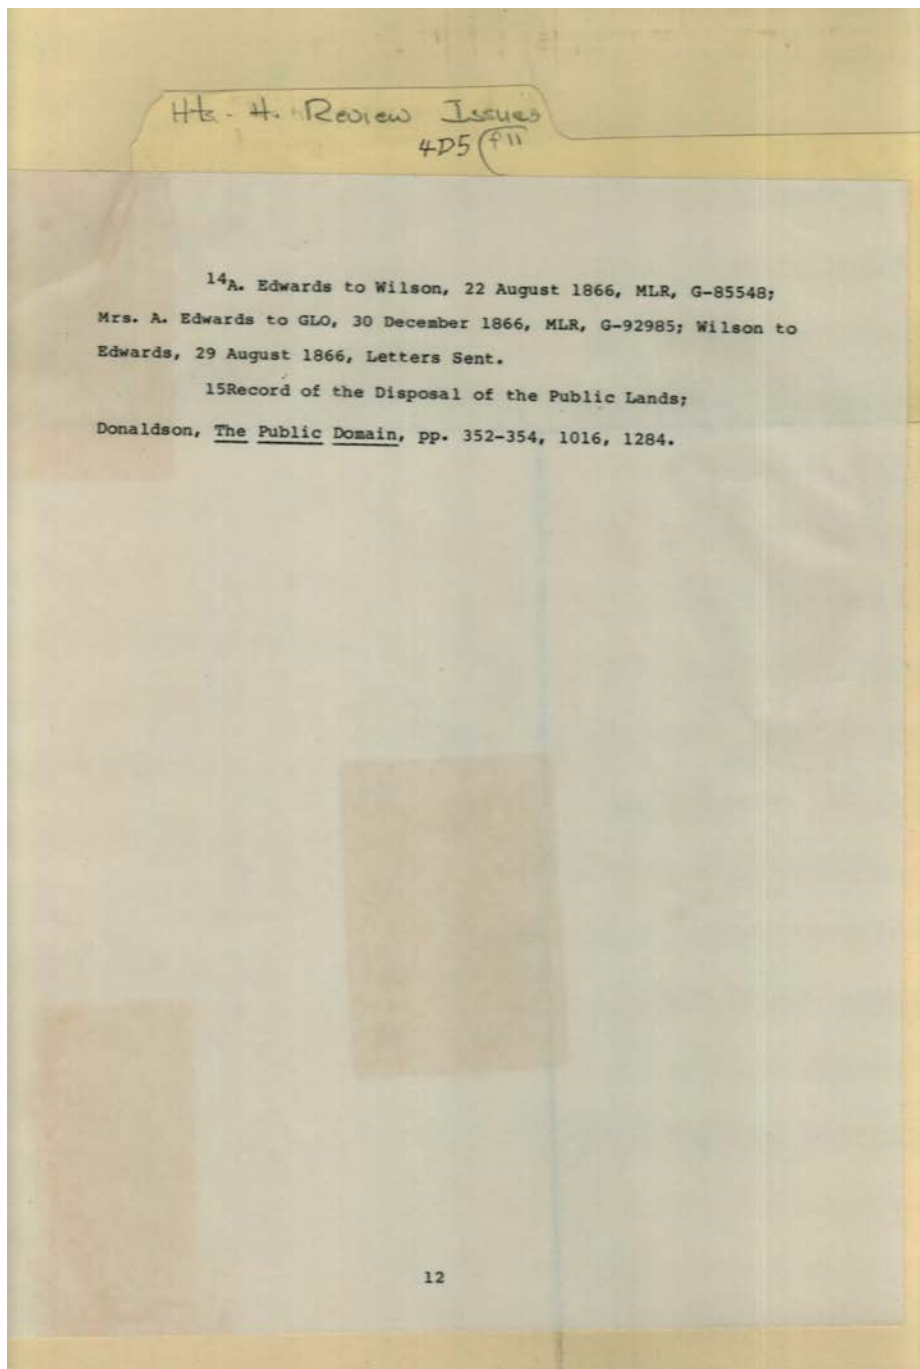 Hts - H. Review Issues
4D5 (f11
14A. Edwards to Wilson, 22 August 1866, MLR, G-85548;
Mrs. A. Edwards to GLO, 30 December 1866, MLR, G-92985; Wilson to
Edwards, 29 August 1866, Letters Sent.
15Record of the Disposal of the Public Lands;
Donaldson, The Public Domain, pp. 352-354, 1016, 1284.
12